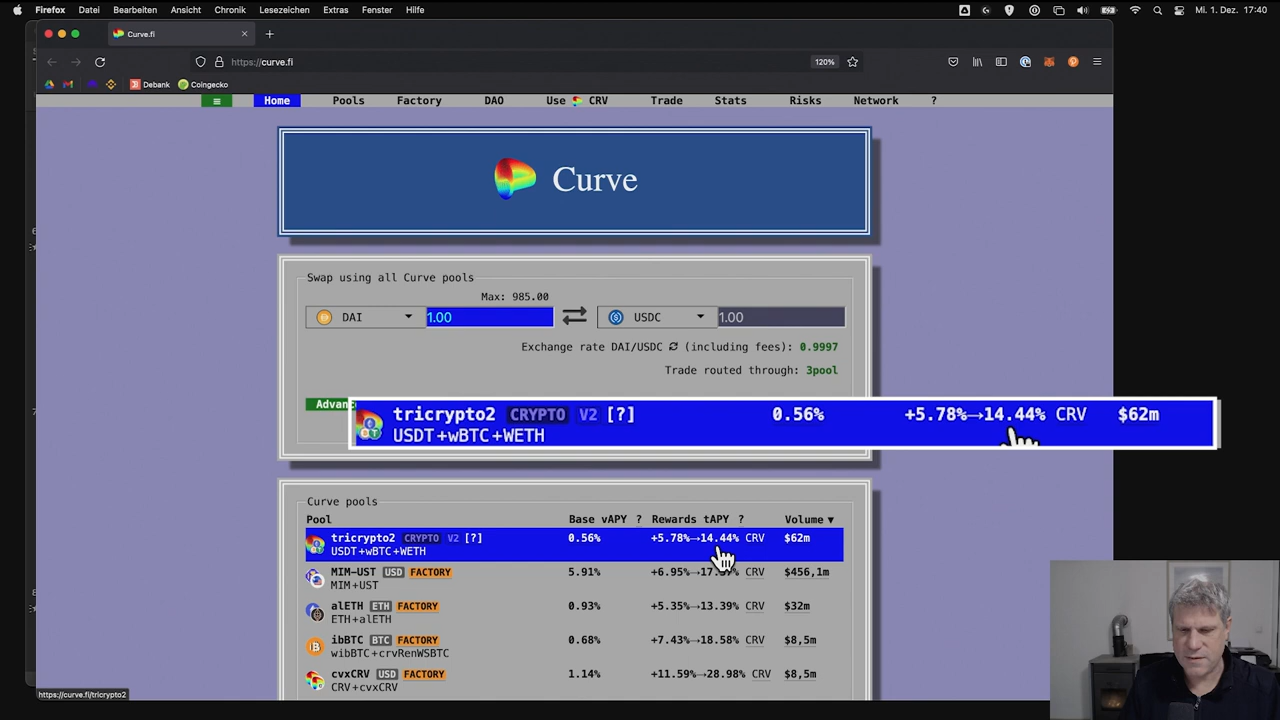 Firefox Datei Bearbeiten Ansicht Chronik Lesezeichen Extras Fenster Hilfe Mi. 1. Dez. 17:40
Curve.fi
https://curve.fi 120%
Debank Coingecko
Home Pools Factory DAO Use CRV Trade Stats Risks Network ?
Curve
Swap using all Curve pools
Max: 985.00
DAI 1.00 USDC 1.00
Exchange rate DAI/USDC (including fees): 0.9997
Trade routed through: 3pool
tricrypto2 CRYPTO V2 [?] 0.56% +5.78%→14.44% CRV $62m
USDT+wBTC+WETH
Curve pools
Pool Base vAPY ? Rewards tAPY ? Volume ▼
tricrypto2 CRYPTO V2 [?] 0.56% +5.78%→14.44% CRV $62m
USDT+wBTC+WETH
MIM-UST USD FACTORY 5.91% CRV $456,1m
MIM+UST
alETH ETH FACTORY 0.93% +5.35%→13.39% CRV $32m
ETH+alETH
ibBTC BTC FACTORY 0.68% +7.43%→18.58% CRV $8,5m
wibBTC+crvRenWSBTC
cvxCRV USD FACTORY 1.14% +11.59%→28.98% CRV $8,5m
CRV+cvxCRV
https://curve.fi/tricrypto2